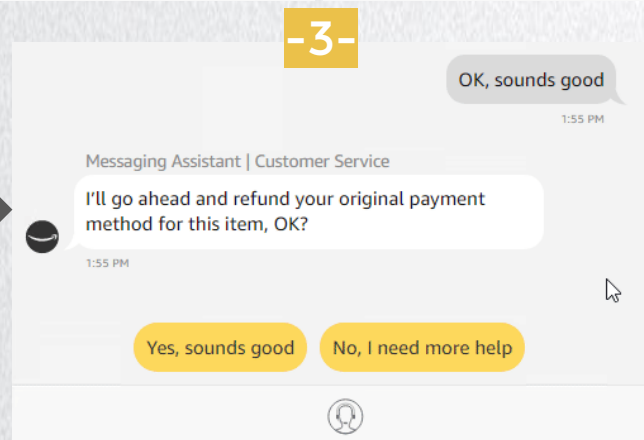 -3-
OK, sounds good
1:55 PM
Messaging Assistant | Customer Service
I'll go ahead and refund your original payment
method for this item, OK?
1:55 PM
Yes, sounds good
No, I need more help